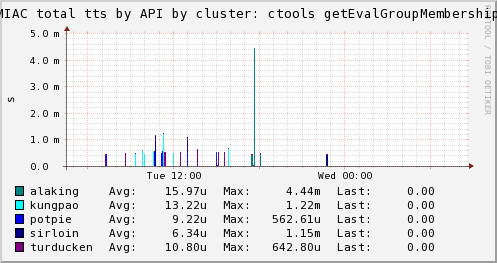 MIAC total tts by API by cluster: ctools getEvalGroupMembership
RRDTOOL / TOBI OETIKER
5.0 m
4.0 m
3.0 m
2.0 m
1.0 m
0.0
s
Tue 12:00 Wed 00:00
alaking Avg: 15.97u Max: 4.44m Last: 0.00
kungpao Avg: 13.22u Max: 1.22m Last: 0.00
potpie Avg: 9.22u Max: 562.61u Last: 0.00
sirloin Avg: 6.34u Max: 1.15m Last: 0.00
turducken Avg: 10.80u Max: 642.80u Last: 0.00